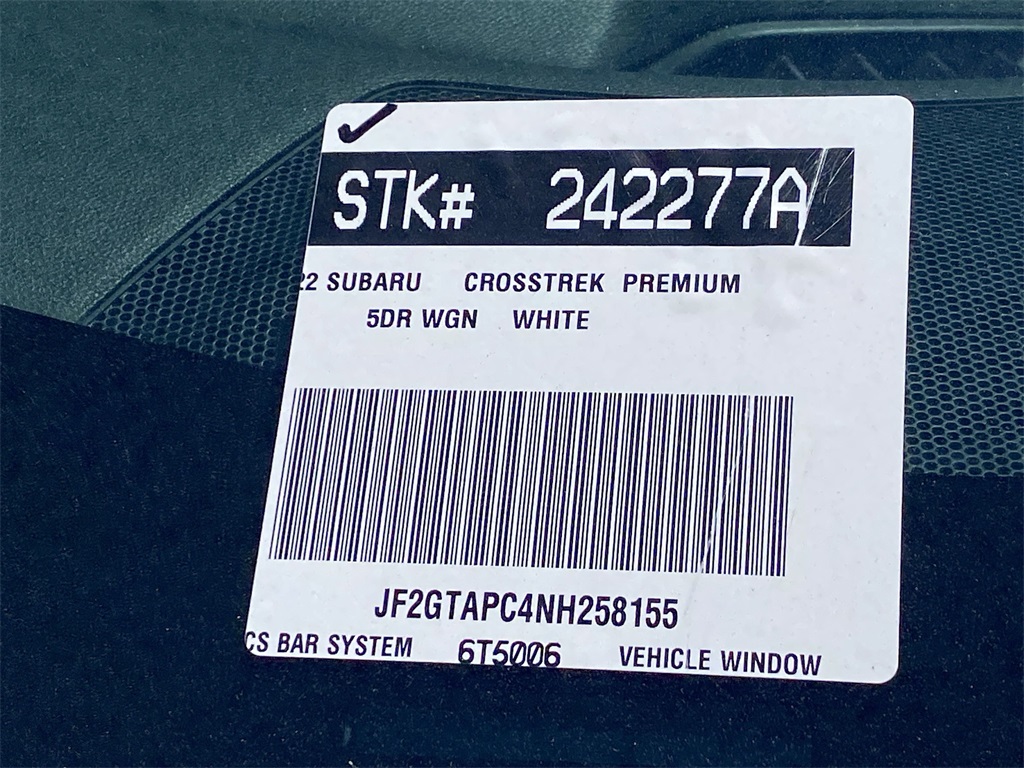 STK# 242277A
22 SUBARU CROSSTREK PREMIUM
5DR WGN WHITE
JF2GTAPC4NH258155
CS BAR SYSTEM 6T5006 VEHICLE WINDOW